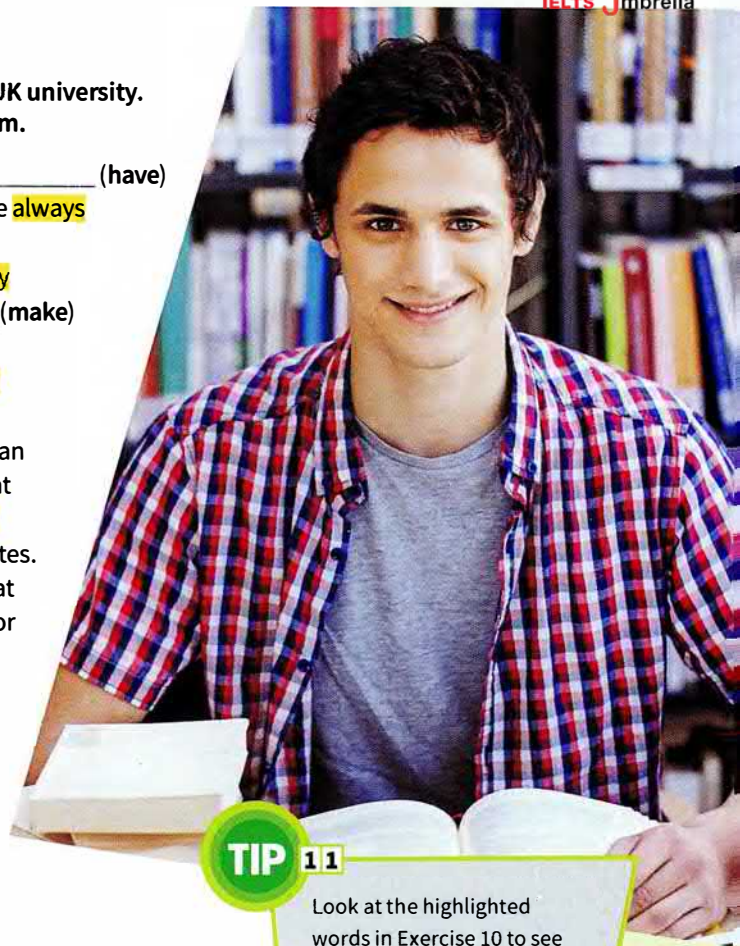 IELTS Umbrella
UK university.
m.
(have)
e always
y
(make)
an
at
tes.
at
or
TIP 11
Look at the highlighted
words in Exercise 10 to see